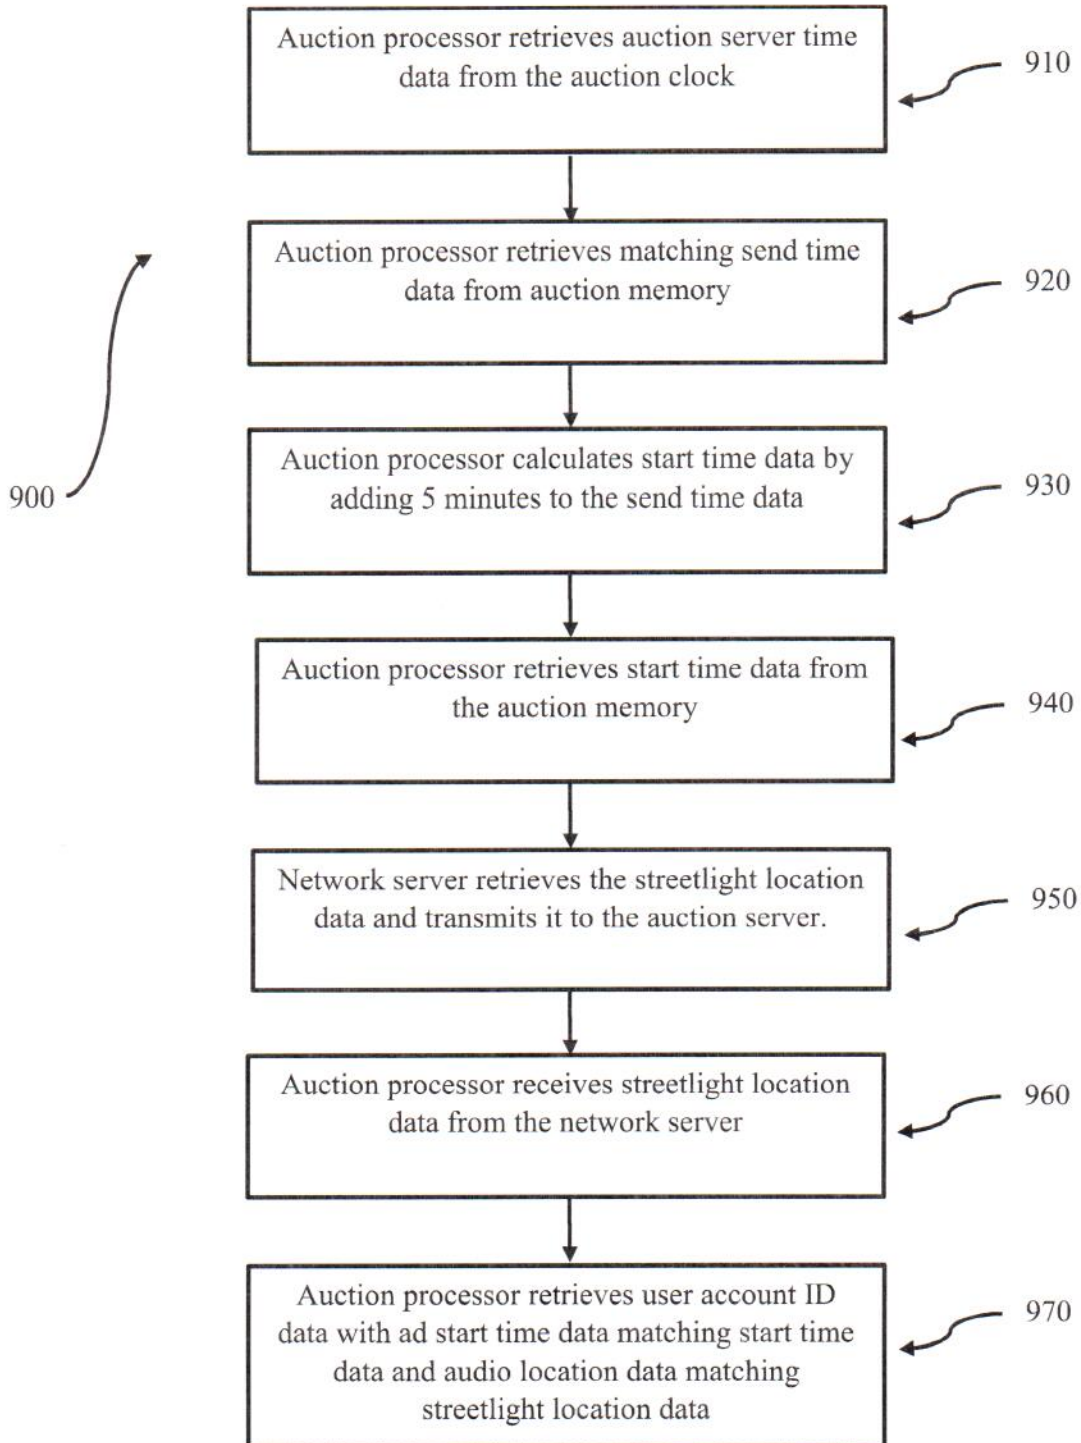 Auction processor retrieves auction server time
data from the auction clock
910
Auction processor retrieves matching send time
data from auction memory
920
Auction processor calculates start time data by
adding 5 minutes to the send time data
930
900
Auction processor retrieves start time data from
the auction memory
940
Network server retrieves the streetlight location
data and transmits it to the auction server.
950
Auction processor receives streetlight location
data from the network server
960
Auction processor retrieves user account ID
data with ad start time data matching start time
data and audio location data matching
streetlight location data
970